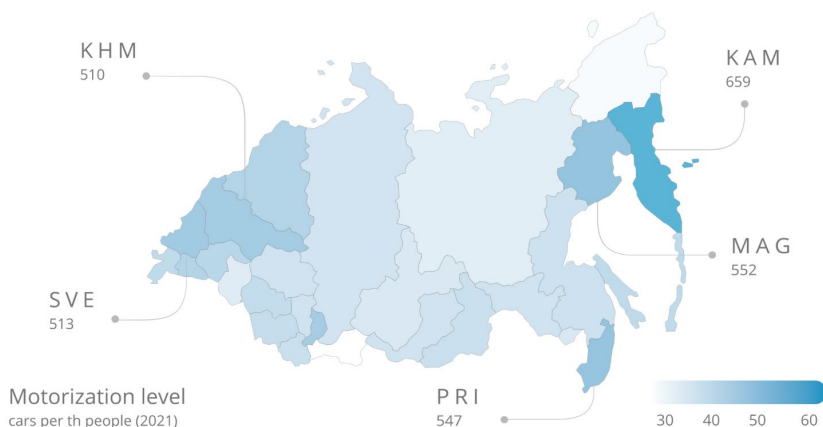 KHM
510
KAM
659
MAG
552
SVE
513
PRI
547
Motorization level
cars per th people (2021)
30 40 50 60